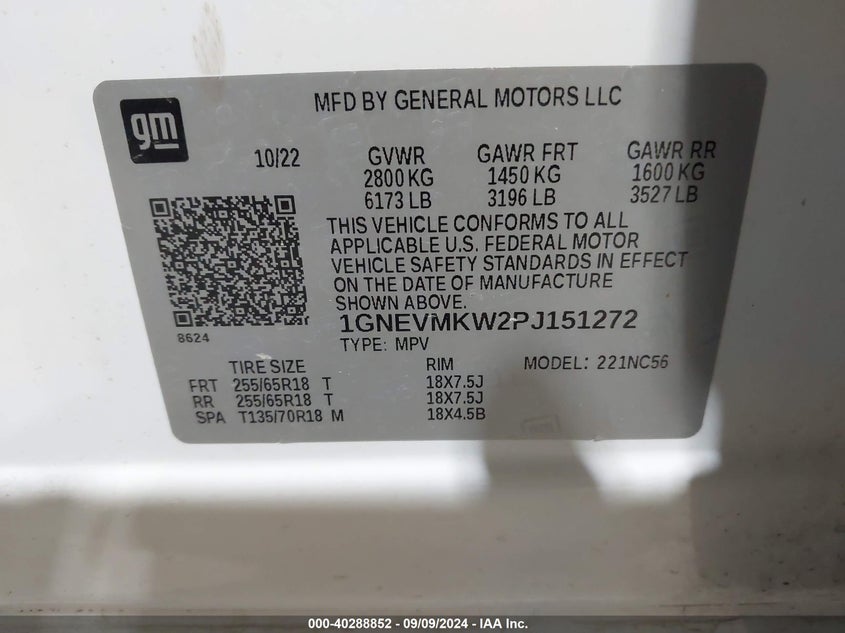 gm
MFD BY GENERAL MOTORS LLC
10/22 GVWR GAWR FRT GAWR RR
2800 KG 1450 KG 1600 KG
6173 LB 3196 LB 3527 LB
THIS VEHICLE CONFORMS TO ALL
APPLICABLE U.S. FEDERAL MOTOR
VEHICLE SAFETY STANDARDS IN EFFECT
ON THE DATE OF MANUFACTURE
SHOWN ABOVE.
1GNEVMKW2PJ151272
8624
TYPE: MPV MODEL: 221NC56
TIRE SIZE RIM
FRT 255/65R18 T 18X7.5J
RR 255/65R18 T 18X7.5J
SPA T135/70R18 M 18X4.5B
000-40288852 - 09/09/2024 - IAA Inc.